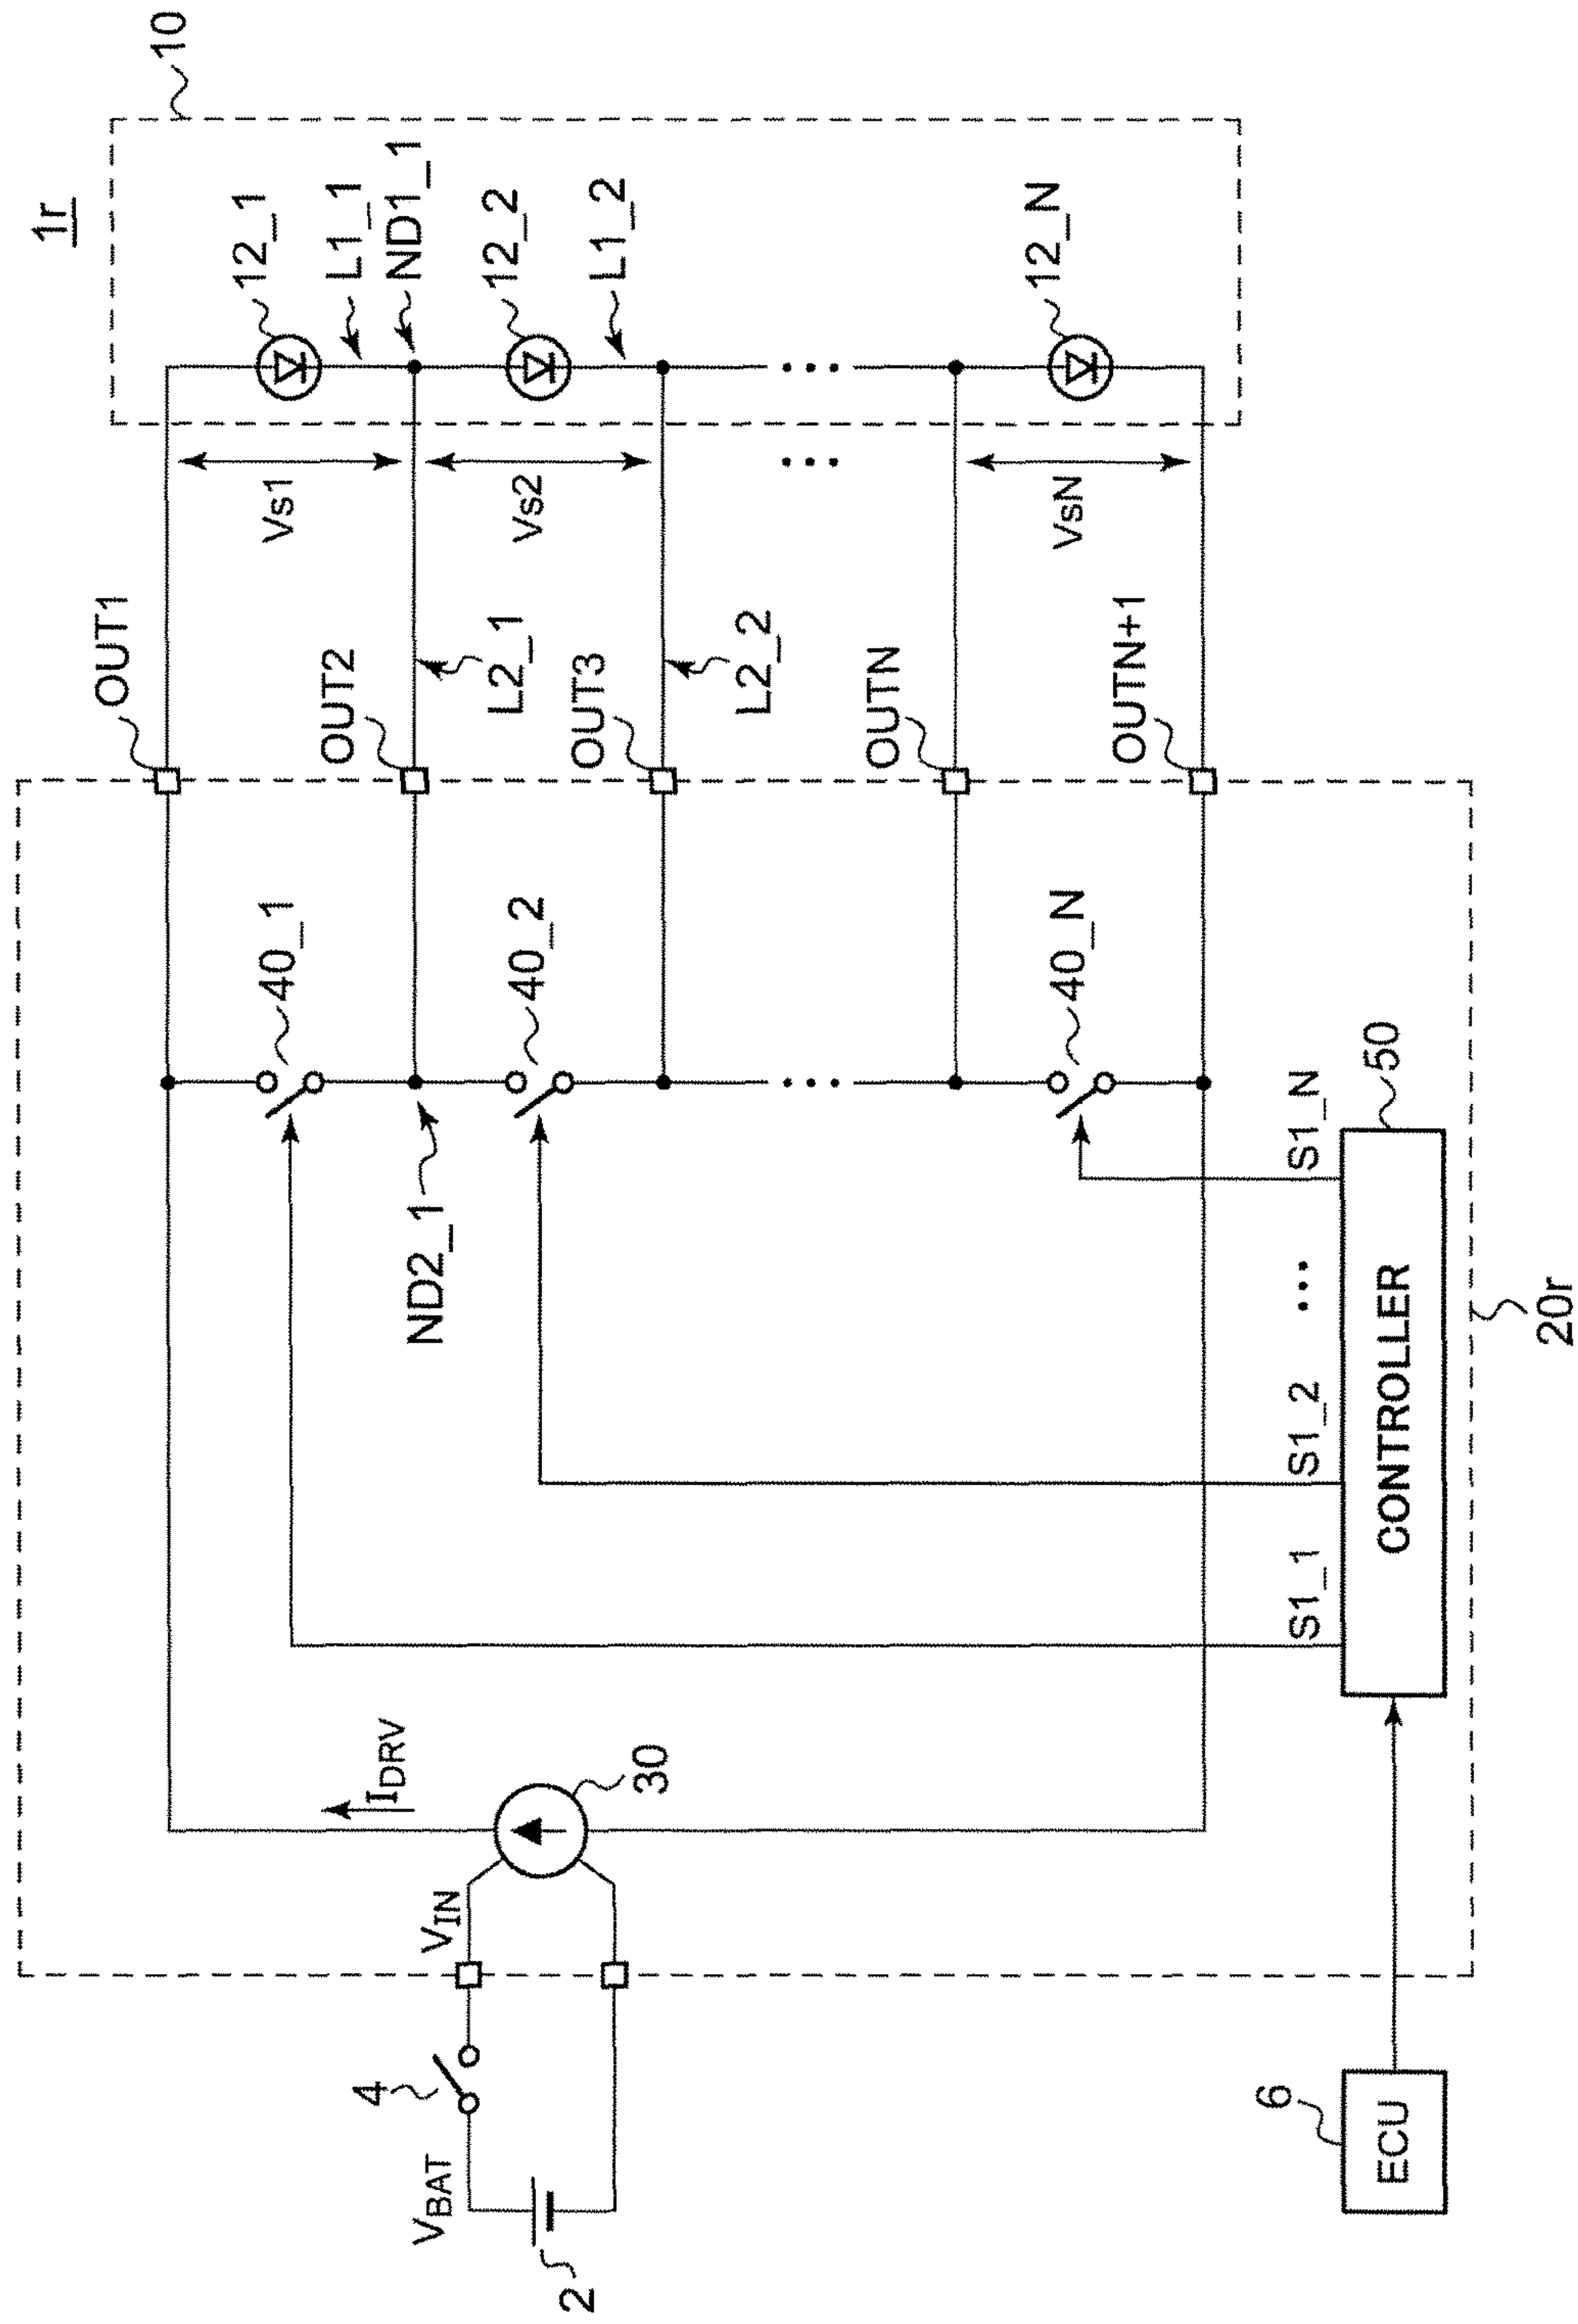 1r
10
12_1
L1_1
ND1_1
12_2
L1_2
12_N
Vs1
Vs2
VsN
OUT1
OUT2
L2_1
OUT3
L2_2
OUTN
OUTN+1
40_1
40_2
40_N
ND2_1
S1_1
S1_2
S1_N
50
CONTROLLER
20r
IDRV
30
VIN
4
VBAT
2
6
ECU